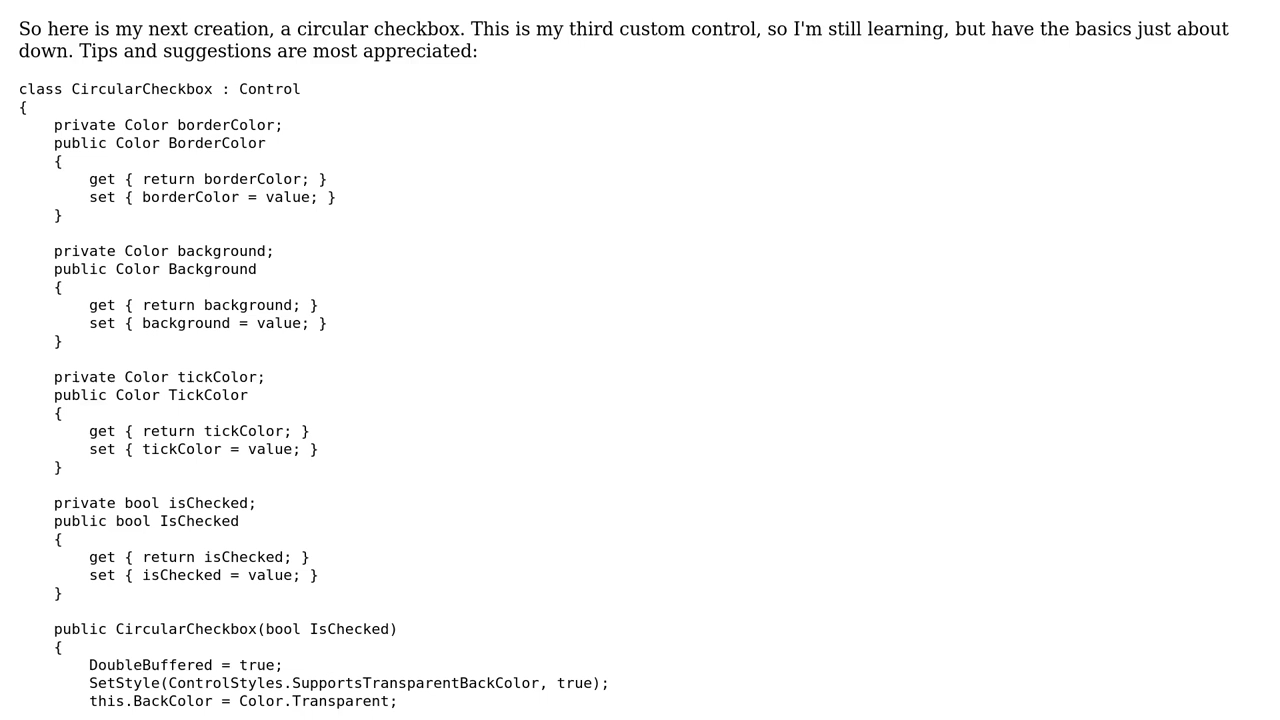 So here is my next creation, a circular checkbox. This is my third custom control, so I'm still learning, but have the basics just about
down. Tips and suggestions are most appreciated:
class CircularCheckbox : Control
{
    private Color borderColor;
    public Color BorderColor
    {
        get { return borderColor; }
        set { borderColor = value; }
    }

    private Color background;
    public Color Background
    {
        get { return background; }
        set { background = value; }
    }

    private Color tickColor;
    public Color TickColor
    {
        get { return tickColor; }
        set { tickColor = value; }
    }

    private bool isChecked;
    public bool IsChecked
    {
        get { return isChecked; }
        set { isChecked = value; }
    }

    public CircularCheckbox(bool IsChecked)
    {
        DoubleBuffered = true;
        SetStyle(ControlStyles.SupportsTransparentBackColor, true);
        this.BackColor = Color.Transparent;